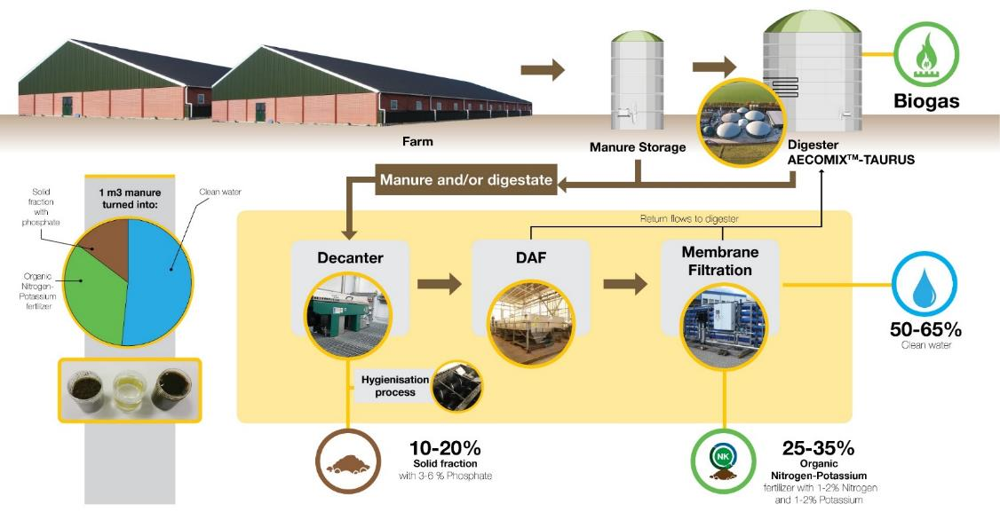 Biogas
Farm
Manure Storage
Digester
AECOMIX™-TAURUS
Manure and/or digestate
Return flows to digester
Solid
fraction
with
phosphate
1 m3 manure
turned into:
Clean water
Organic
Nitrogen-
Potassium
fertilizer
Decanter
DAF
Membrane
Filtration
50-65%
Clean water
Hygienisation
process
10-20%
Solid fraction
with 3-6 % Phosphate
NK
25-35%
Organic
Nitrogen-Potassium
fertilizer with 1-2% Nitrogen
and 1-2% Potassium